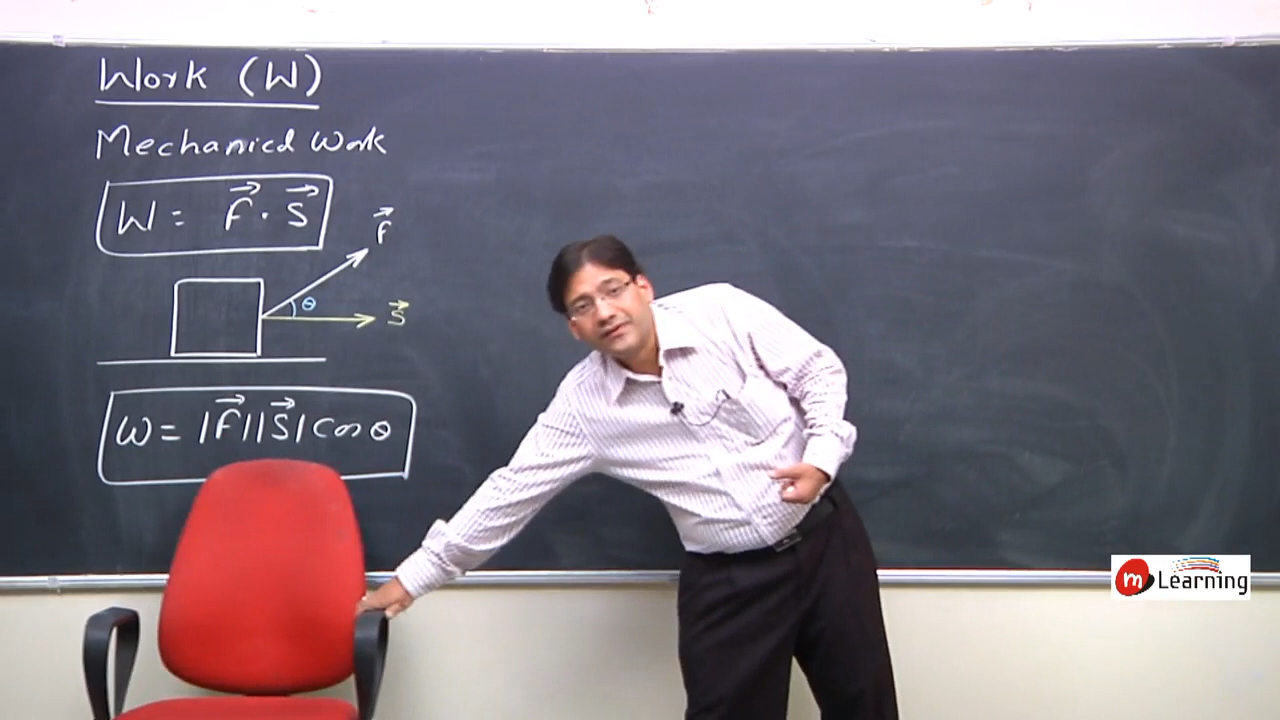 Work (W)
Mechanical Work
W = F⃗ · S⃗
F⃗
θ
S⃗
W = |F⃗||S⃗| cos θ
m Learning